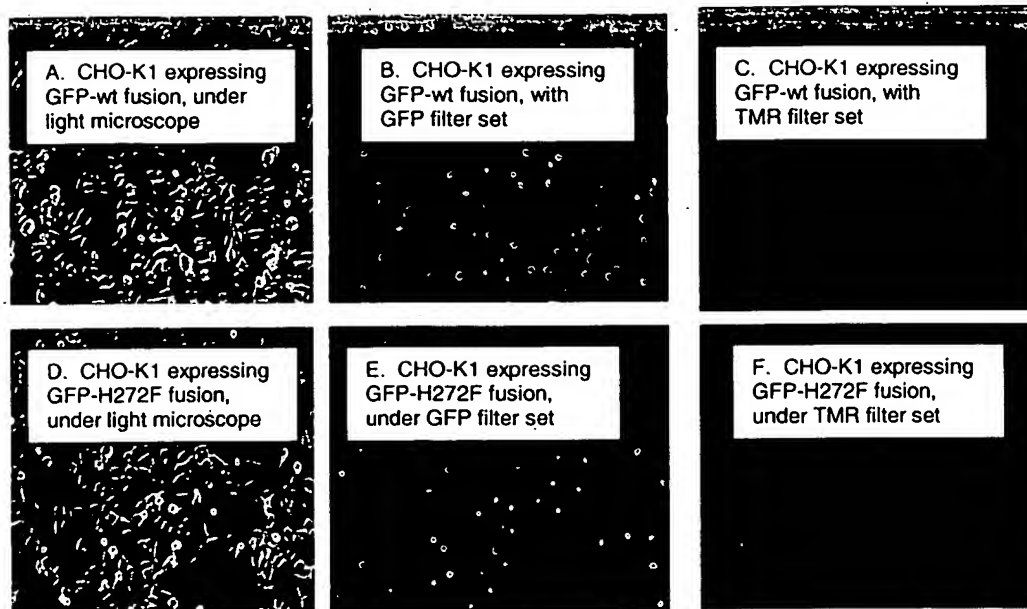 A. CHO-K1 expressing
GFP-wt fusion, under
light microscope
B. CHO-K1 expressing
GFP-wt fusion, with
GFP filter set
C. CHO-K1 expressing
GFP-wt fusion, with
TMR filter set
D. CHO-K1 expressing
GFP-H272F fusion,
under light microscope
E. CHO-K1 expressing
GFP-H272F fusion,
under GFP filter set
F. CHO-K1 expressing
GFP-H272F fusion,
under TMR filter set